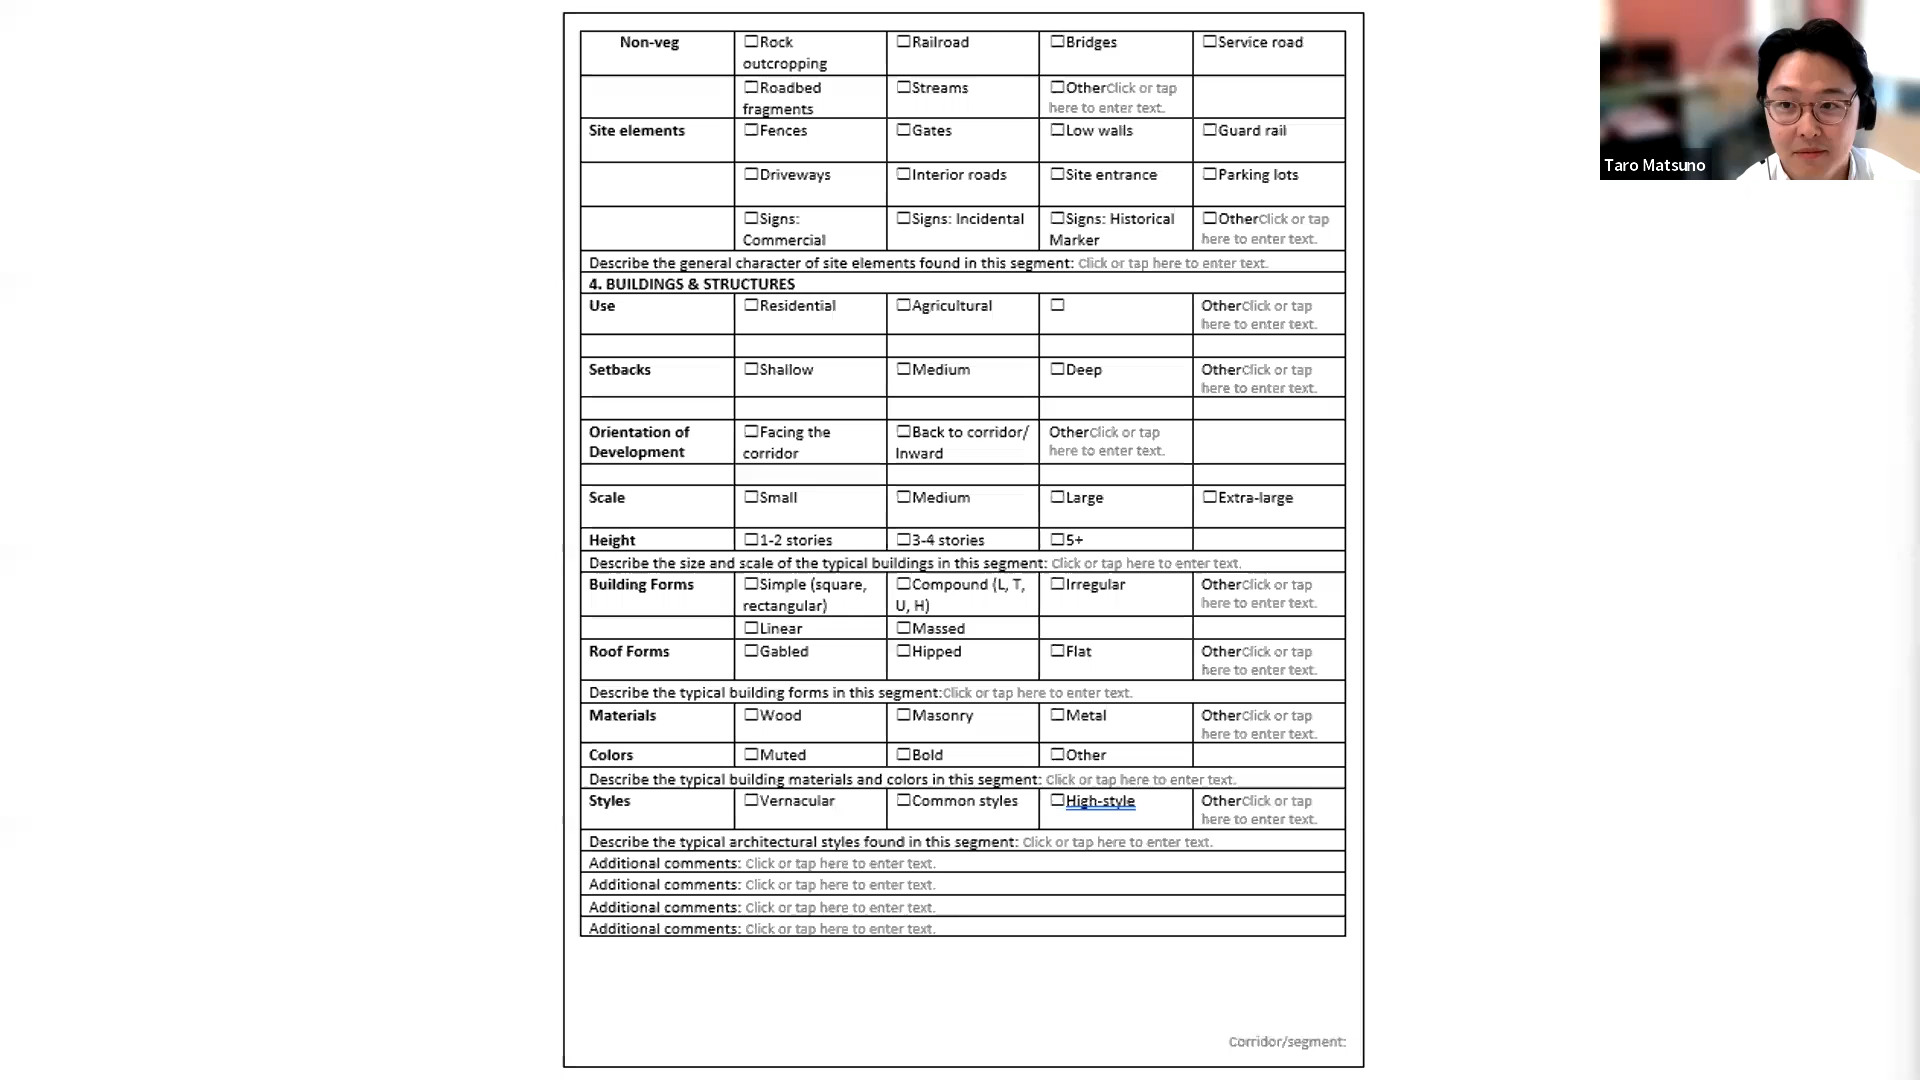 Non-veg ☐Rock ☐Railroad ☐Bridges ☐Service road
outcropping
☐Roadbed ☐Streams ☐OtherClick or tap
fragments here to enter text.
Site elements ☐Fences ☐Gates ☐Low walls ☐Guard rail
☐Driveways ☐Interior roads ☐Site entrance ☐Parking lots
☐Signs: ☐Signs: Incidental ☐Signs: Historical ☐OtherClick or tap
Commercial Marker here to enter text.
Describe the general character of site elements found in this segment: Click or tap here to enter text.
4. BUILDINGS & STRUCTURES
Use ☐Residential ☐Agricultural ☐ OtherClick or tap
here to enter text.
Setbacks ☐Shallow ☐Medium ☐Deep OtherClick or tap
here to enter text.
Orientation of ☐Facing the ☐Back to corridor/ OtherClick or tap
Development corridor Inward here to enter text.
Scale ☐Small ☐Medium ☐Large ☐Extra-large
Height ☐1-2 stories ☐3-4 stories ☐5+
Describe the size and scale of the typical buildings in this segment: Click or tap here to enter text.
Building Forms ☐Simple (square, ☐Compound (L, T, ☐Irregular OtherClick or tap
rectangular) U, H) here to enter text.
☐Linear ☐Massed
Roof Forms ☐Gabled ☐Hipped ☐Flat OtherClick or tap
here to enter text.
Describe the typical building forms in this segment:Click or tap here to enter text.
Materials ☐Wood ☐Masonry ☐Metal OtherClick or tap
here to enter text.
Colors ☐Muted ☐Bold ☐Other
Describe the typical building materials and colors in this segment: Click or tap here to enter text.
Styles ☐Vernacular ☐Common styles ☐High-style OtherClick or tap
here to enter text.
Describe the typical architectural styles found in this segment: Click or tap here to enter text.
Additional comments: Click or tap here to enter text.
Additional comments: Click or tap here to enter text.
Additional comments: Click or tap here to enter text.
Additional comments: Click or tap here to enter text.
Corridor/segment:
Taro Matsuno